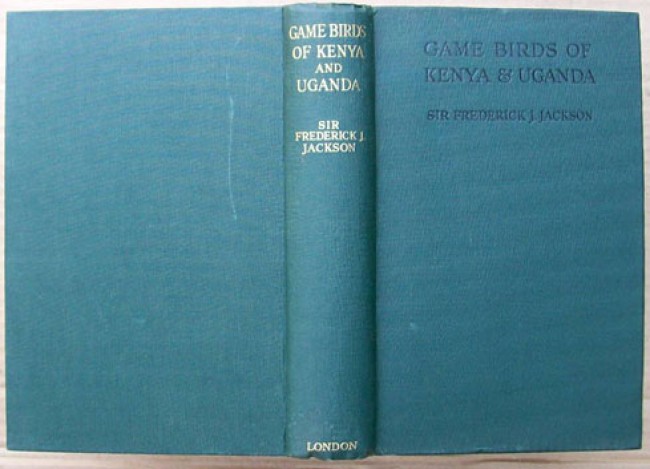 GAME BIRDS
OF KENYA
AND
UGANDA
SIR
FREDERICK J.
JACKSON
LONDON
GAME BIRDS OF
KENYA & UGANDA
SIR FREDERICK J. JACKSON